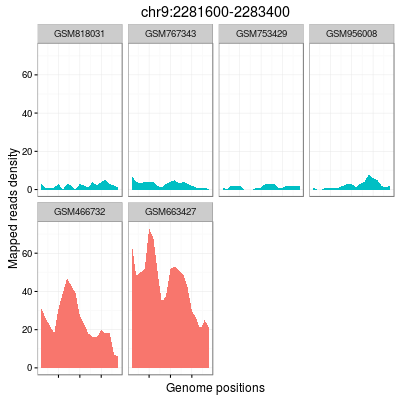 chr9:2281600-2283400
GSM818031 GSM767343 GSM753429 GSM956008
60
40
20
0
Mapped reads density
GSM466732 GSM663427
60
40
20
0
Genome positions